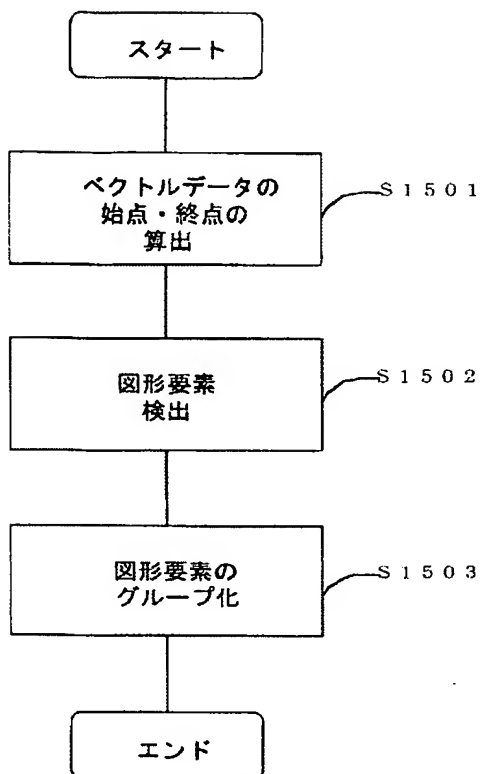 スタート
ベクトルデータの
始点・終点の
算出
S1501
図形要素
検出
S1502
図形要素の
グループ化
S1503
エンド